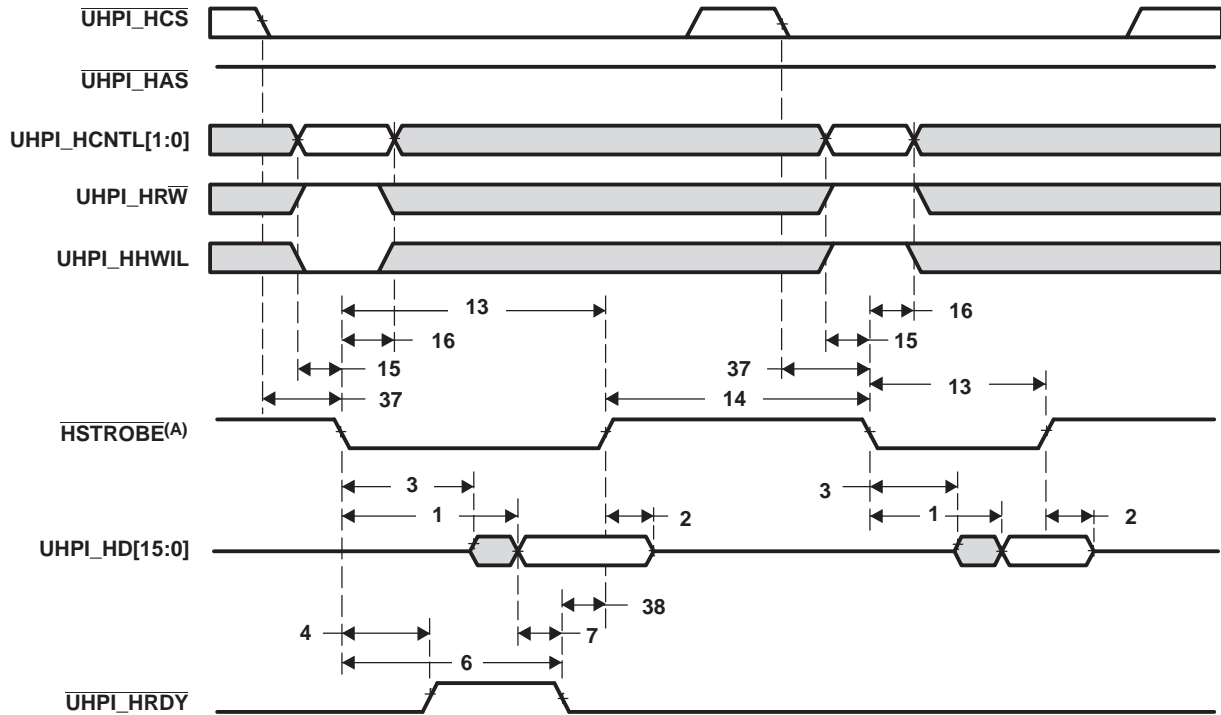 UHPI_HCS
UHPI_HAS
UHPI_HCNTL[1:0]
UHPI_HRW
UHPI_HHWIL
13
16
16
15
15
37
37
13
14
HSTROBE(A)
3
3
1
1
2
2
UHPI_HD[15:0]
38
4
7
6
UHPI_HRDY